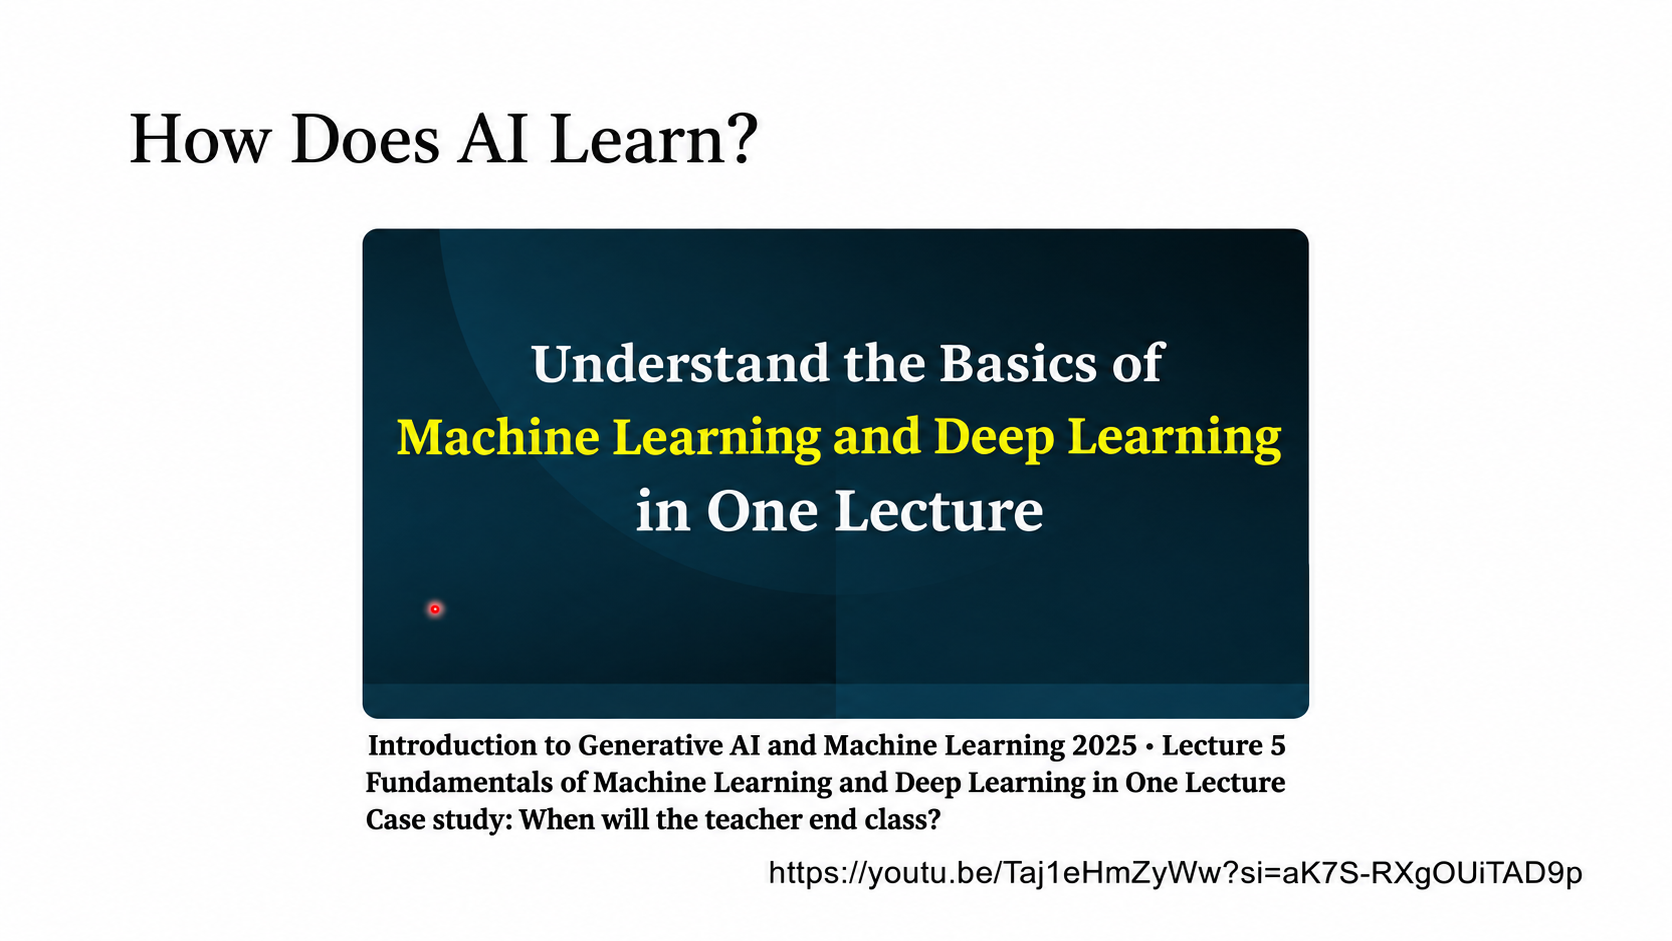 How Does AI Learn?
Understand the Basics of
Machine Learning and Deep Learning
in One Lecture
Introduction to Generative AI and Machine Learning 2025 • Lecture 5
Fundamentals of Machine Learning and Deep Learning in One Lecture
Case study: When will the teacher end class?
https://youtu.be/Taj1eHmZyWw?si=aK7S-RXgOUiTAD9p